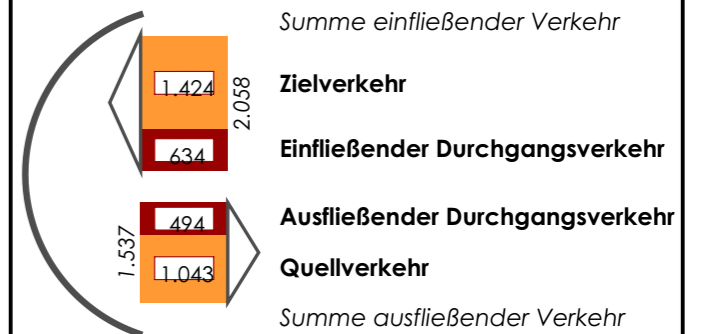 Summe einfließender Verkehr
1.424
2.058
Zielverkehr
634
Einfließender Durchgangsverkehr
494
Ausfließender Durchgangsverkehr
1.537
1.043
Quellverkehr
Summe ausfließender Verkehr